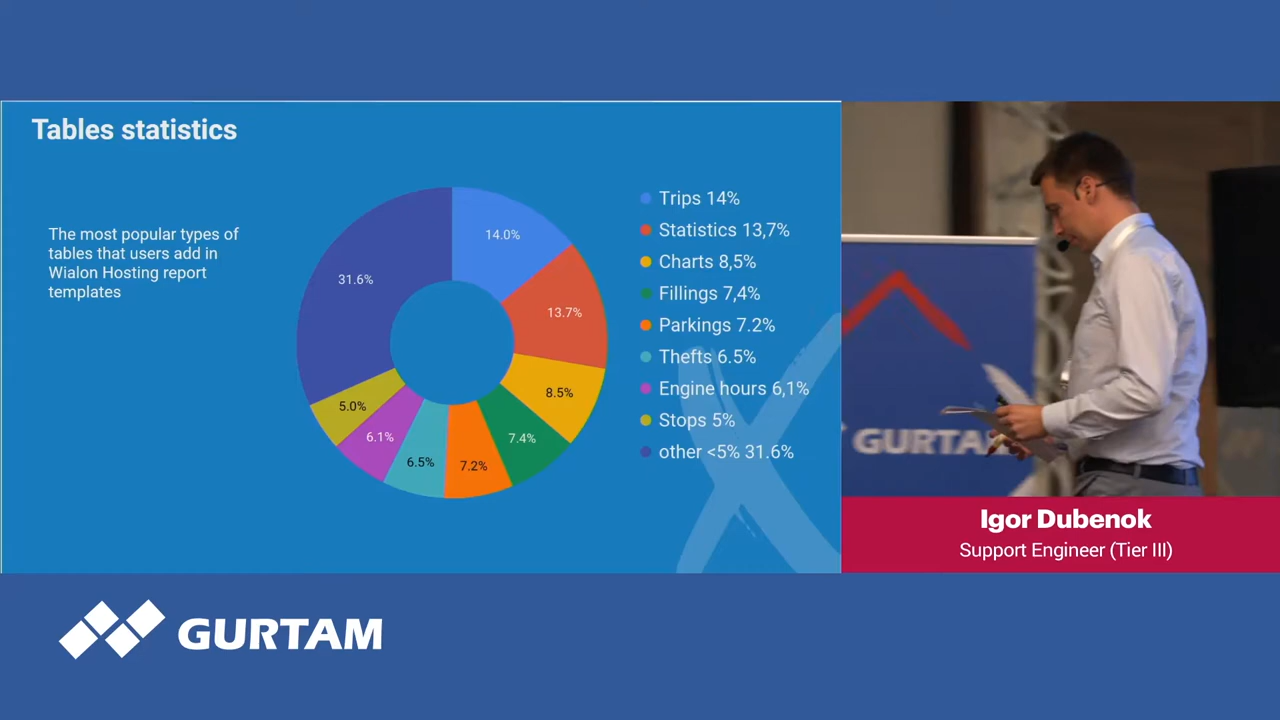 Tables statistics
The most popular types of
tables that users add in
Wialon Hosting report
templates
14.0%
13.7%
8.5%
7.4%
7.2%
6.5%
6.1%
5.0%
31.6%
Trips 14%
Statistics 13,7%
Charts 8,5%
Fillings 7,4%
Parkings 7.2%
Thefts 6.5%
Engine hours 6,1%
Stops 5%
other <5% 31.6%
GURTAM
Igor Dubenok
Support Engineer (Tier III)
GURTAM